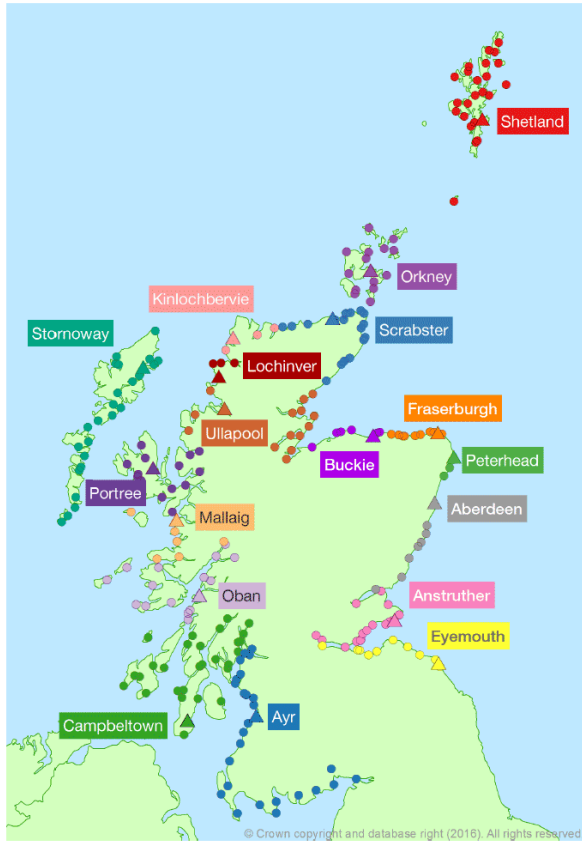 Shetland
Orkney
Kinlochbervie
Scrabster
Stornoway
Lochinver
Fraserburgh
Ullapool
Buckie
Peterhead
Portree
Aberdeen
Mallaig
Anstruther
Oban
Eyemouth
Campbeltown
Ayr
© Crown copyright and database right (2016). All rights reserved